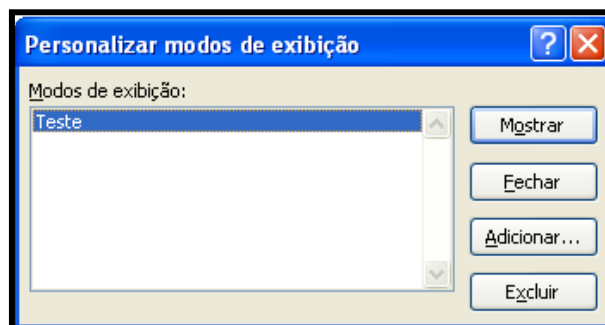 Personalizar modos de exibição
Modos de exibição:
Teste
Mostrar
Fechar
Adicionar...
Excluir